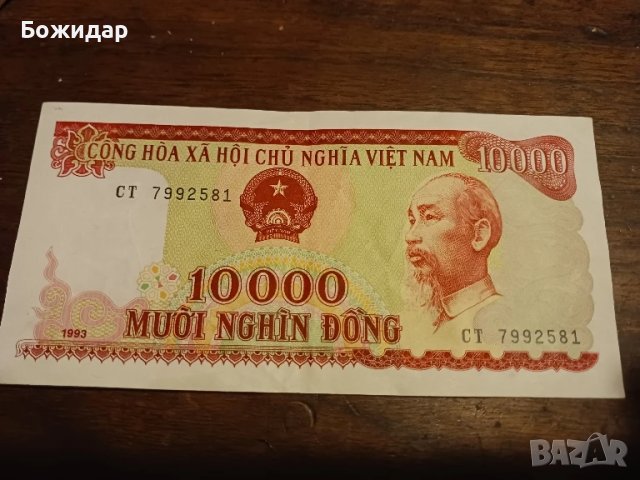 Божидар
CỘNG HÒA XÃ HỘI CHỦ NGHĨA VIỆT NAM
10000
CT 7992581
10000
MƯỜI NGHÌN ĐỒNG
1993
CT 7992581
BAZAR